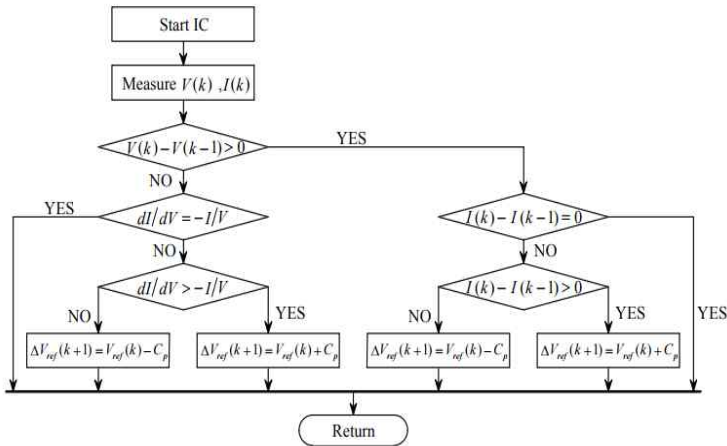 Start IC
Measure V(k) ,I(k)
V(k)−V(k−1)>0
YES
NO
YES
dI/dV=−I/V
I(k)−I(k−1)=0
NO
NO
dI/dV>−I/V
I(k)−I(k−1)>0
NO
YES
NO
YES
YES
ΔV_ref(k+1)=V_ref(k)−C_p
ΔV_ref(k+1)=V_ref(k)+C_p
ΔV_ref(k+1)=V_ref(k)−C_p
ΔV_ref(k+1)=V_ref(k)+C_p
Return